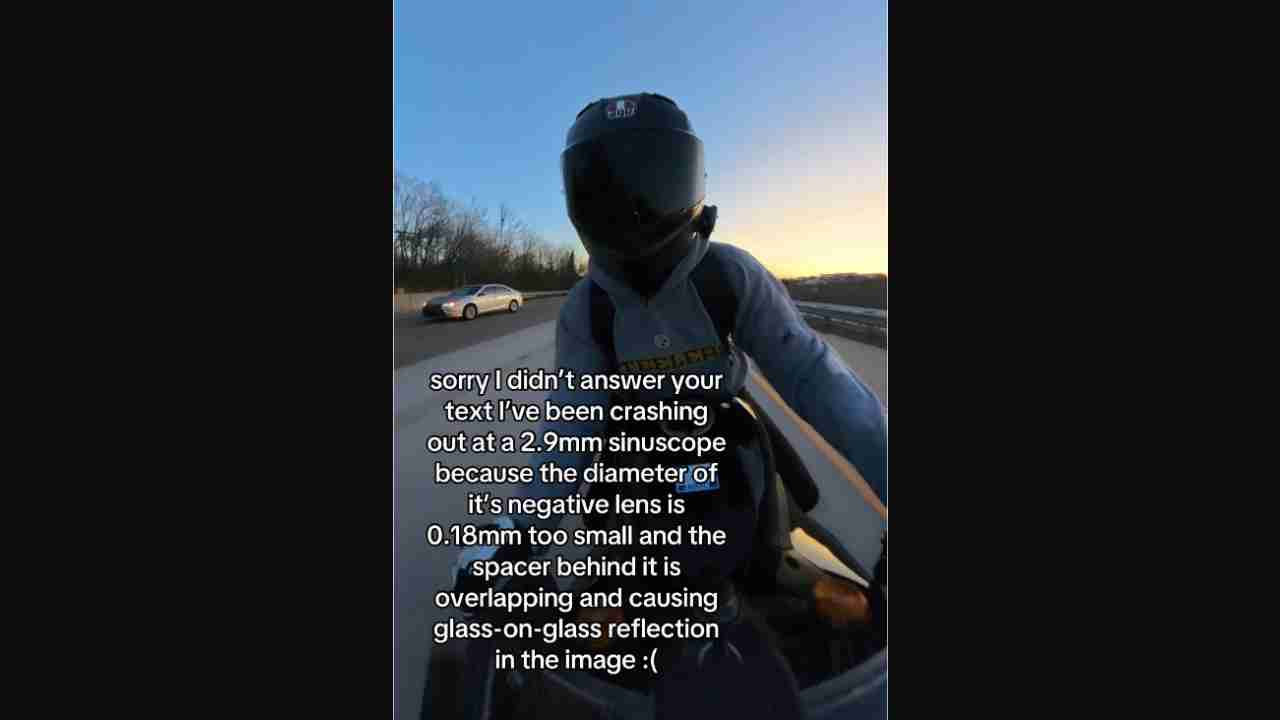 AGV
STEELERS
sorry I didn't answer your
text I've been crashing
out at a 2.9mm sinuscope
because the diameter of
it's negative lens is
0.18mm too small and the
spacer behind it is
overlapping and causing
glass-on-glass reflection
in the image :(